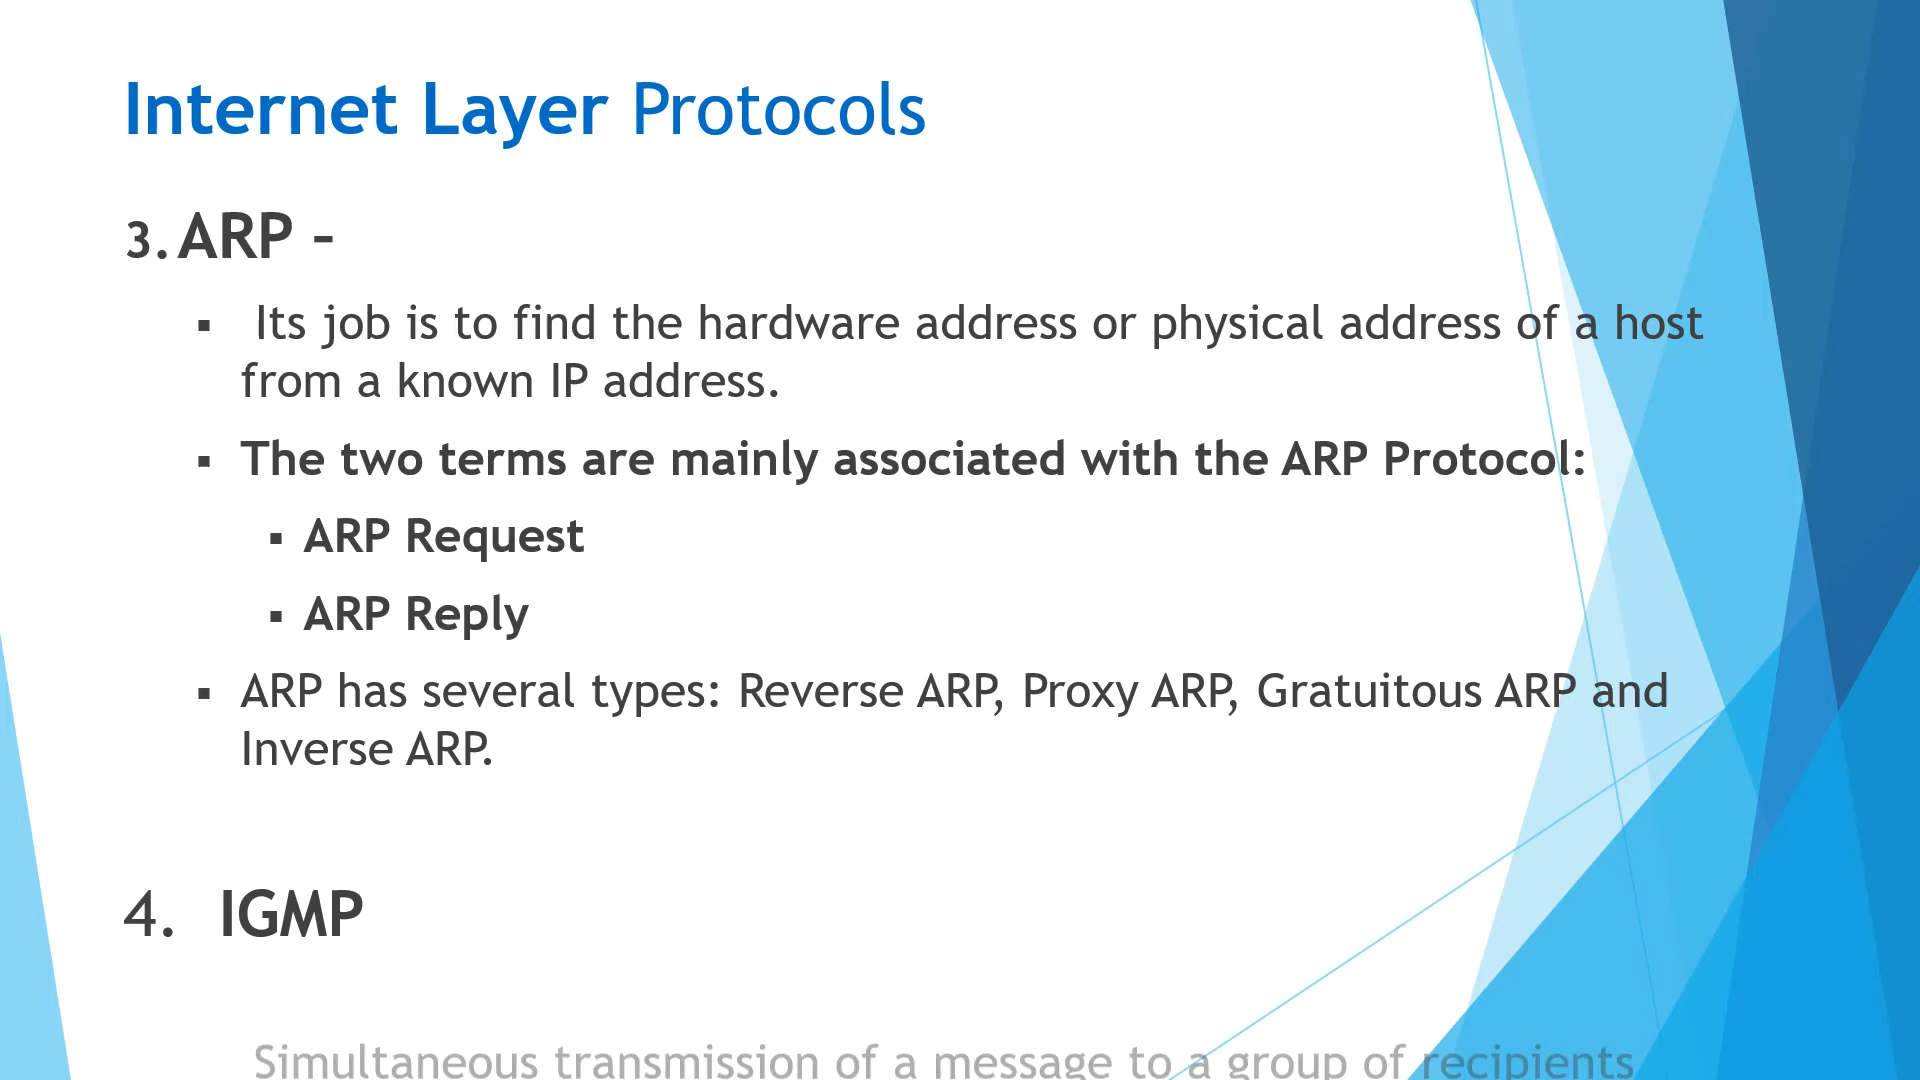 Internet Layer Protocols
3. ARP –
▪ Its job is to find the hardware address or physical address of a host
from a known IP address.
▪ The two terms are mainly associated with the ARP Protocol:
▪ ARP Request
▪ ARP Reply
▪ ARP has several types: Reverse ARP, Proxy ARP, Gratuitous ARP and
Inverse ARP.
4. IGMP
Simultaneous transmission of a message to a group of recipients